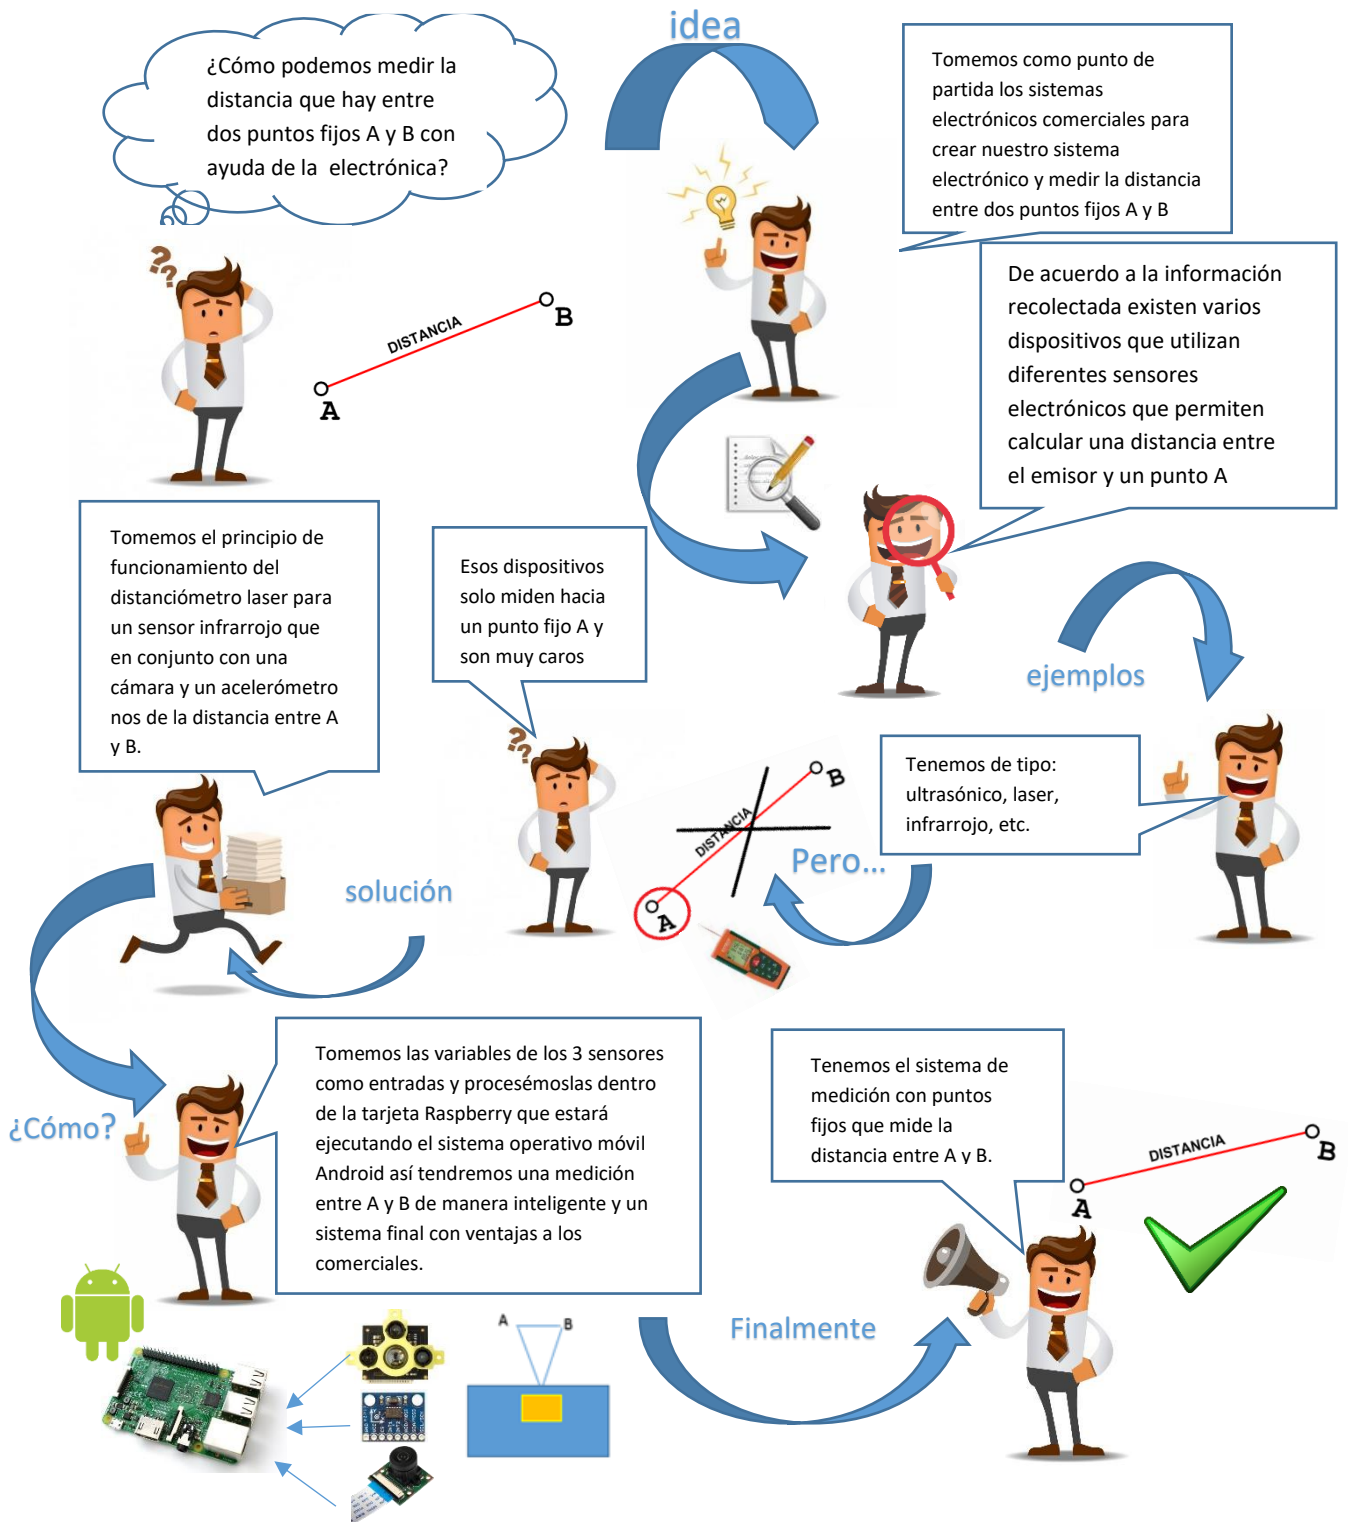 idea
¿Cómo podemos medir la
distancia que hay entre
dos puntos fijos A y B con
ayuda de la electrónica?
Tomemos como punto de
partida los sistemas
electrónicos comerciales para
crear nuestro sistema
electrónico y medir la distancia
entre dos puntos fijos A y B
??
??
DISTANCIA
B
A
De acuerdo a la información
recolectada existen varios
dispositivos que utilizan
diferentes sensores
electrónicos que permiten
calcular una distancia entre
el emisor y un punto A
ejemplos
Tenemos de tipo:
ultrasónico, laser,
infrarrojo, etc.
Pero...
Esos dispositivos
solo miden hacia
un punto fijo A y
son muy caros
??
??
DISTANCIA
B
A
solución
Tomemos el principio de
funcionamiento del
distanciómetro laser para
un sensor infrarrojo que
en conjunto con una
cámara y un acelerómetro
nos de la distancia entre A
y B.
¿Cómo?
Tomemos las variables de los 3 sensores
como entradas y procesémoslas dentro
de la tarjeta Raspberry que estará
ejecutando el sistema operativo móvil
Android así tendremos una medición
entre A y B de manera inteligente y un
sistema final con ventajas a los
comerciales.
A
B
Finalmente
Tenemos el sistema de
medición con puntos
fijos que mide la
distancia entre A y B.
DISTANCIA
B
A